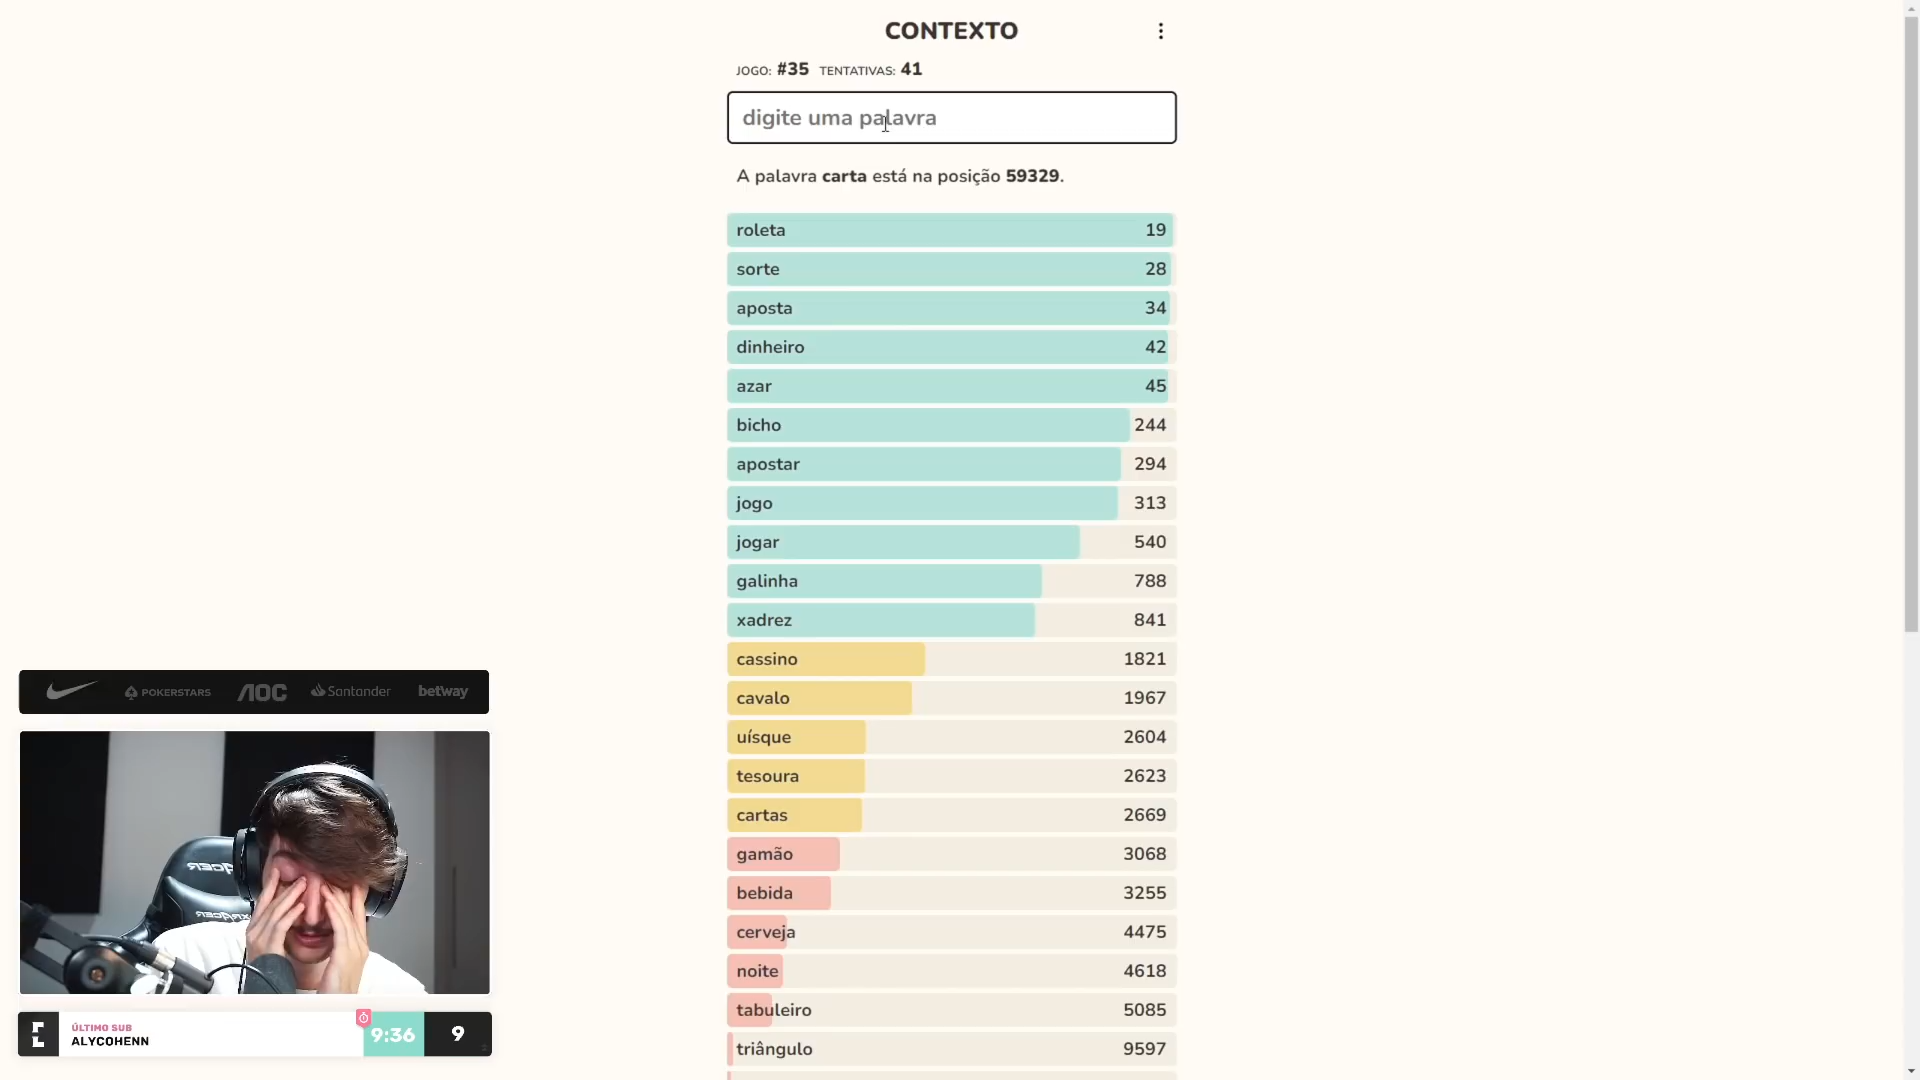 CONTEXTO
JOGO: #35 TENTATIVAS: 41
digite uma palavra
A palavra carta está na posição 59329.
roleta 19
sorte 28
aposta 34
dinheiro 42
azar 45
bicho 244
apostar 294
jogo 313
jogar 540
galinha 788
xadrez 841
cassino 1821
cavalo 1967
uísque 2604
tesoura 2623
cartas 2669
gamão 3068
bebida 3255
cerveja 4475
noite 4618
tabuleiro 5085
triângulo 9597
POKERSTARS AOC Santander betway
ÚLTIMO SUB
ALYCOHENN
9:36 9